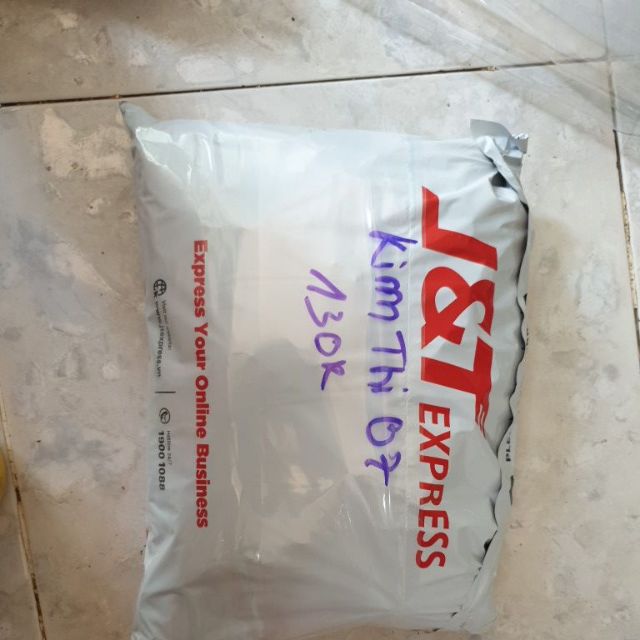 J&T EXPRESS
Kim Thi 07
130k
Express Your Online Business
1900 1088